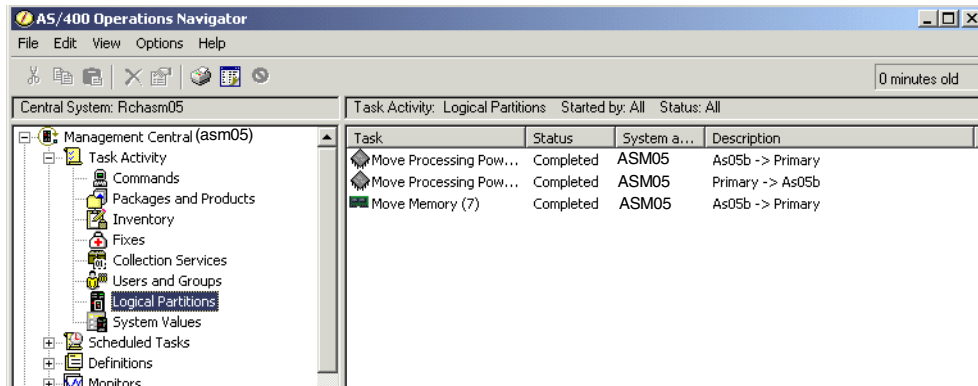 AS/400 Operations Navigator
File Edit View Options Help
0 minutes old
Central System: Rchasm05
Task Activity: Logical Partitions Started by: All Status: All
Management Central (asm05)
Task Activity
Commands
Packages and Products
Inventory
Fixes
Collection Services
Users and Groups
Logical Partitions
System Values
Scheduled Tasks
Definitions
Monitors
Task Status System a... Description
Move Processing Pow... Completed ASM05 As05b -> Primary
Move Processing Pow... Completed ASM05 Primary -> As05b
Move Memory (7) Completed ASM05 As05b -> Primary